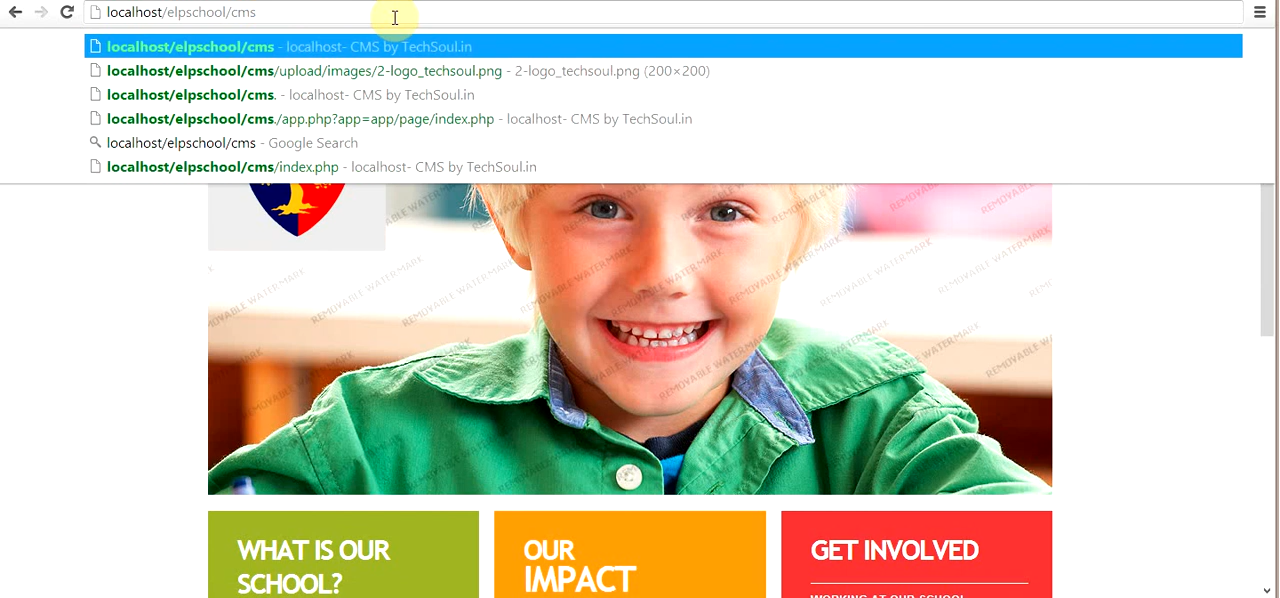 localhost/elpschool/cms
localhost/elpschool/cms - localhost- CMS by TechSoul.in
localhost/elpschool/cms/upload/images/2-logo_techsoul.png - 2-logo_techsoul.png (200×200)
localhost/elpschool/cms. - localhost- CMS by TechSoul.in
localhost/elpschool/cms./app.php?app=app/page/index.php - localhost- CMS by TechSoul.in
localhost/elpschool/cms - Google Search
localhost/elpschool/cms/index.php - localhost- CMS by TechSoul.in
REMOVABLE WATERMARK
WHAT IS OUR
SCHOOL?
OUR
IMPACT
GET INVOLVED
WORKING AT OUR SCHOOL